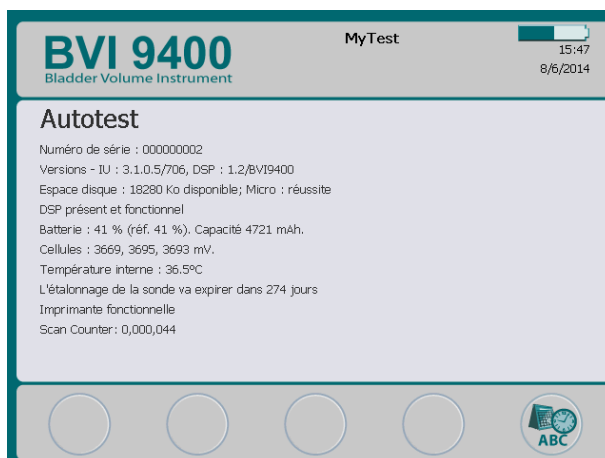 BVI 9400
Bladder Volume Instrument
MyTest
15:47
8/6/2014
Autotest
Numéro de série : 000000002
Versions - IU : 3.1.0.5/706, DSP : 1.2/BVI9400
Espace disque : 18280 Ko disponible; Micro : réussite
DSP présent et fonctionnel
Batterie : 41 % (réf. 41 %). Capacité 4721 mAh.
Cellules : 3669, 3695, 3693 mV.
Température interne : 36.5ºC
L'étalonnage de la sonde va expirer dans 274 jours
Imprimante fonctionnelle
Scan Counter: 0,000,044
ABC